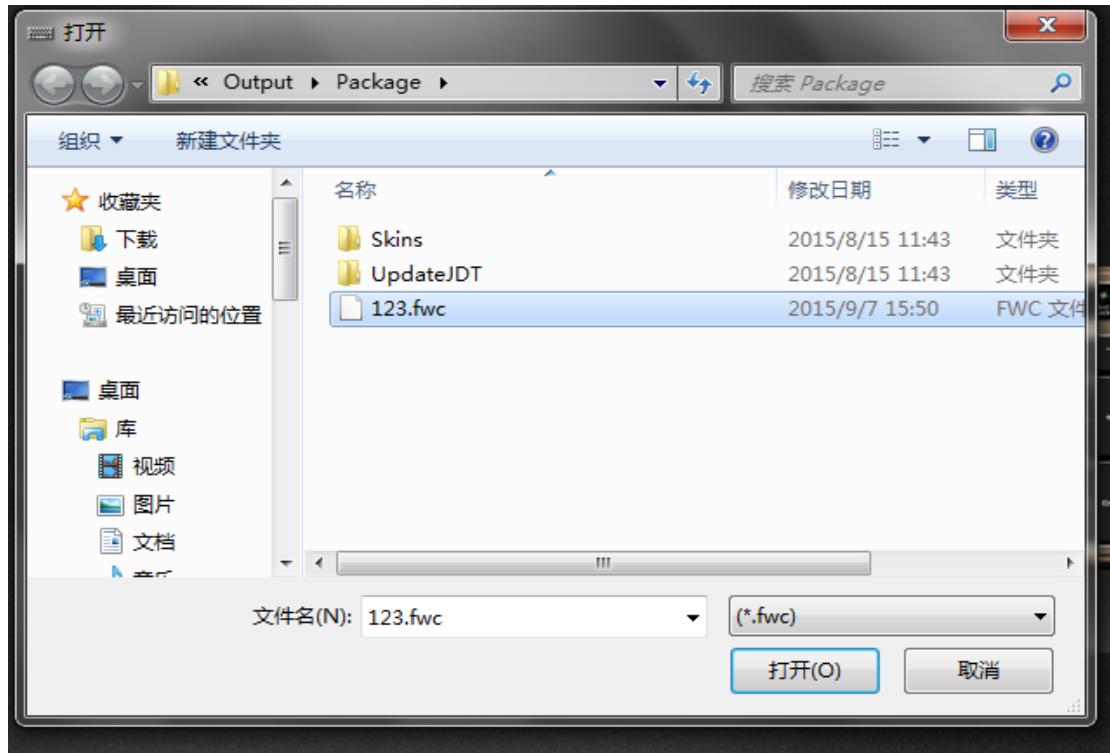 打开
« Output ▸ Package ▸
搜索 Package
组织 新建文件夹
收藏夹
下载
桌面
最近访问的位置
桌面
库
视频
图片
文档
音乐
名称 修改日期 类型
Skins 2015/8/15 11:43 文件夹
UpdateJDT 2015/8/15 11:43 文件夹
123.fwc 2015/9/7 15:50 FWC 文件
文件名(N): 123.fwc (*.fwc)
打开(O) 取消